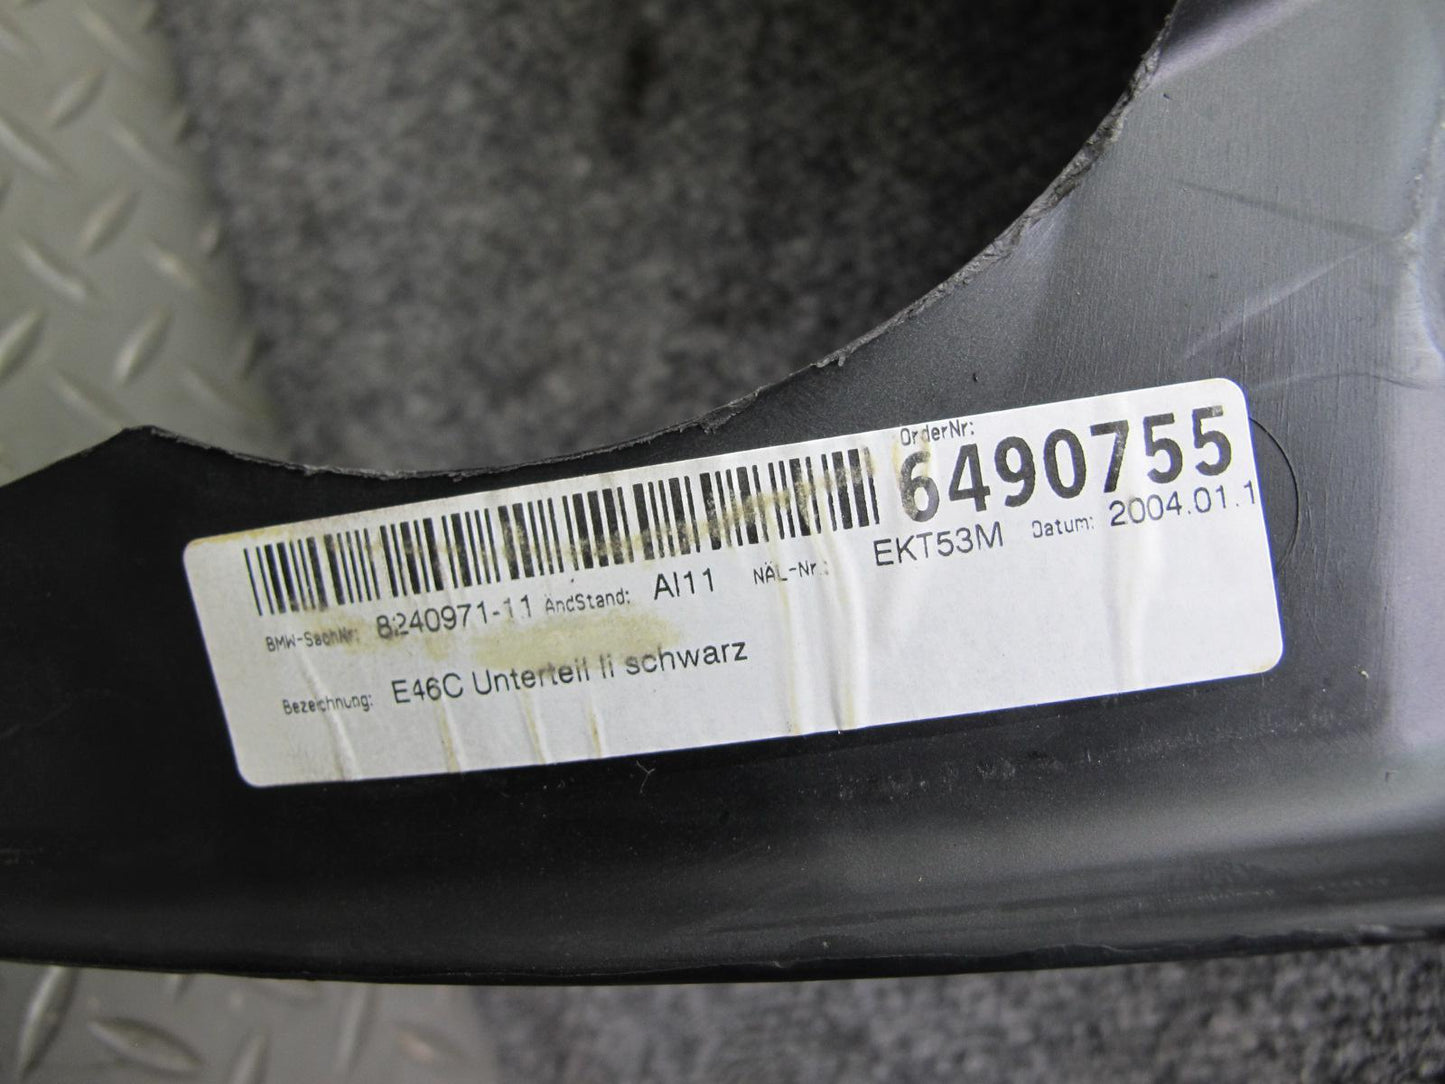 OrderNr: 6490755
BMW-SachNr: 8240971-11 ÄndStand: AI11 NÄL-Nr.: EKT53M Datum: 2004.01.1
Bezeichnung: E46C Unterteil li schwarz